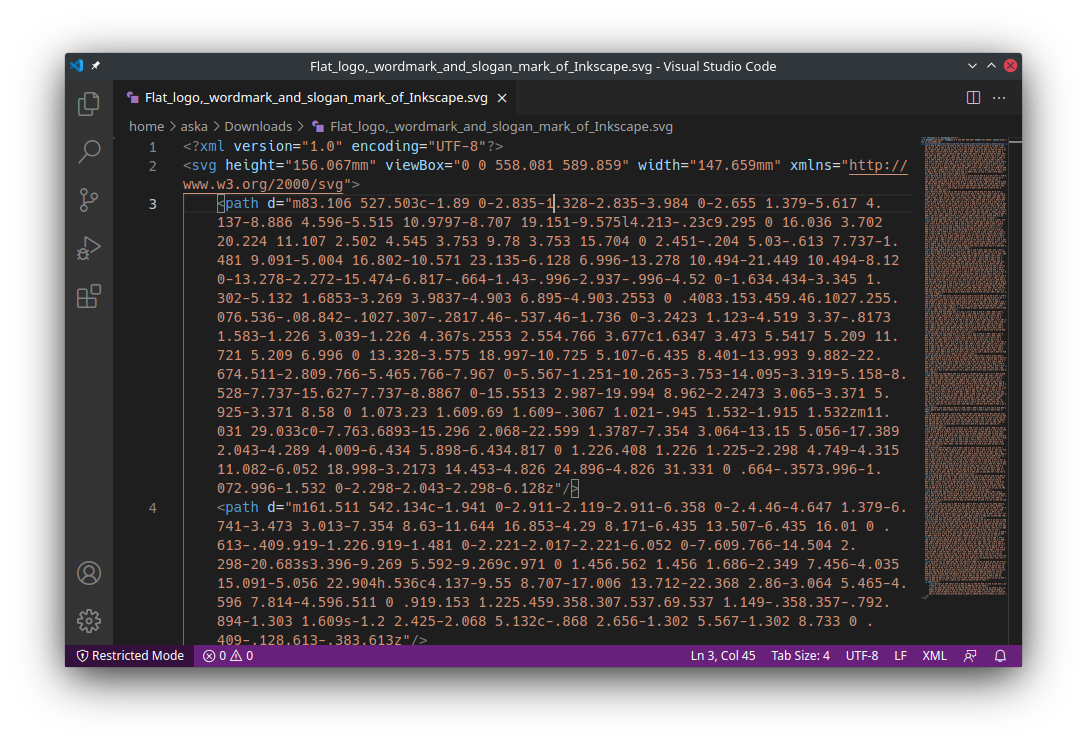 Flat_logo,_wordmark_and_slogan_mark_of_Inkscape.svg - Visual Studio Code
Flat_logo,_wordmark_and_slogan_mark_of_Inkscape.svg
home > aska > Downloads > Flat_logo,_wordmark_and_slogan_mark_of_Inkscape.svg
1 <?xml version="1.0" encoding="UTF-8"?>
2 <svg height="156.067mm" viewBox="0 0 558.081 589.859" width="147.659mm" xmlns="http://
www.w3.org/2000/svg">
3 <path d="m83.106 527.503c-1.89 0-2.835-1.328-2.835-3.984 0-2.655 1.379-5.617 4.
137-8.886 4.596-5.515 10.9797-8.707 19.151-9.575l4.213-.23c9.295 0 16.036 3.702
20.224 11.107 2.502 4.545 3.753 9.78 3.753 15.704 0 2.451-.204 5.03-.613 7.737-1.
481 9.091-5.004 16.802-10.571 23.135-6.128 6.996-13.278 10.494-21.449 10.494-8.12
0-13.278-2.272-15.474-6.817-.664-1.43-.996-2.937-.996-4.52 0-1.634.434-3.345 1.
302-5.132 1.6853-3.269 3.9837-4.903 6.895-4.903.2553 0 .4083.153.459.46.1027.255.
076.536-.08.842-.1027.307-.2817.46-.537.46-1.736 0-3.2423 1.123-4.519 3.37-.8173
1.583-1.226 3.039-1.226 4.367s.2553 2.554.766 3.677c1.6347 3.473 5.5417 5.209 11.
721 5.209 6.996 0 13.328-3.575 18.997-10.725 5.107-6.435 8.401-13.993 9.882-22.
674.511-2.809.766-5.465.766-7.967 0-5.567-1.251-10.265-3.753-14.095-3.319-5.158-8.
528-7.737-15.627-7.737-8.8867 0-15.5513 2.987-19.994 8.962-2.2473 3.065-3.371 5.
925-3.371 8.58 0 1.073.23 1.609.69 1.609-.3067 1.021-.945 1.532-1.915 1.532zm11.
031 29.033c0-7.763.6893-15.296 2.068-22.599 1.3787-7.354 3.064-13.15 5.056-17.389
2.043-4.289 4.009-6.434 5.898-6.434.817 0 1.226.408 1.226 1.225-2.298 4.749-4.315
11.082-6.052 18.998-3.2173 14.453-4.826 24.896-4.826 31.331 0 .664-.3573.996-1.
072.996-1.532 0-2.298-2.043-2.298-6.128z"/>
4 <path d="m161.511 542.134c-1.941 0-2.911-2.119-2.911-6.358 0-2.4.46-4.647 1.379-6.
741-3.473 3.013-7.354 8.63-11.644 16.853-4.29 8.171-6.435 13.507-6.435 16.01 0 .
613-.409.919-1.226.919-1.481 0-2.221-2.017-2.221-6.052 0-7.609.766-14.504 2.
298-20.683s3.396-9.269 5.592-9.269c.971 0 1.456.562 1.456 1.686-2.349 7.456-4.035
15.091-5.056 22.904h.536c4.137-9.55 8.707-17.006 13.712-22.368 2.86-3.064 5.465-4.
596 7.814-4.596.511 0 .919.153 1.225.459.358.307.537.69.537 1.149-.358.357-.792.
894-1.303 1.609s-1.2 2.425-2.068 5.132c-.868 2.656-1.302 5.567-1.302 8.733 0 .
409-.128.613-.383.613z"/>
Restricted Mode 0 0 Ln 3, Col 45 Tab Size: 4 UTF-8 LF XML